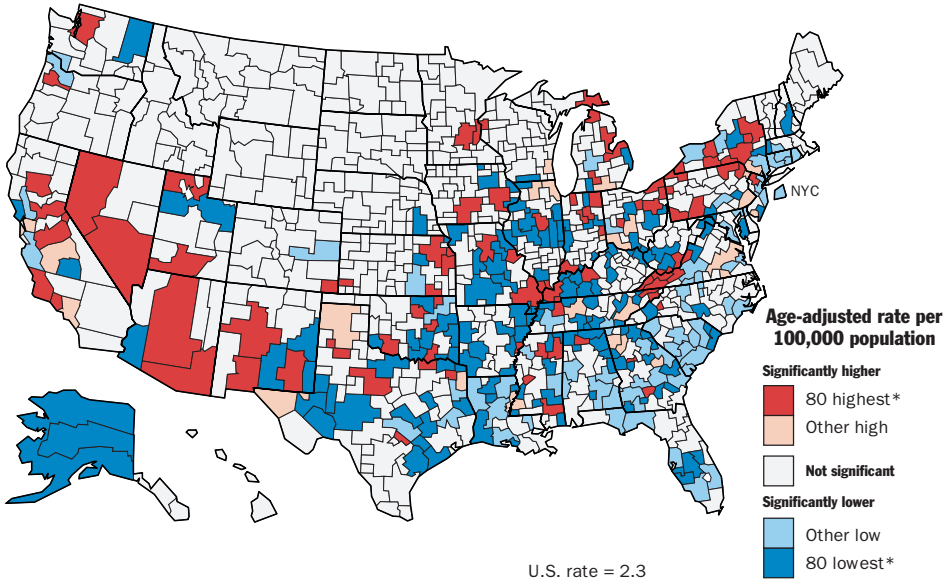 NYC
Age-adjusted rate per
100,000 population
Significantly higher
80 highest*
Other high
Not significant
Significantly lower
Other low
80 lowest*
U.S. rate = 2.3